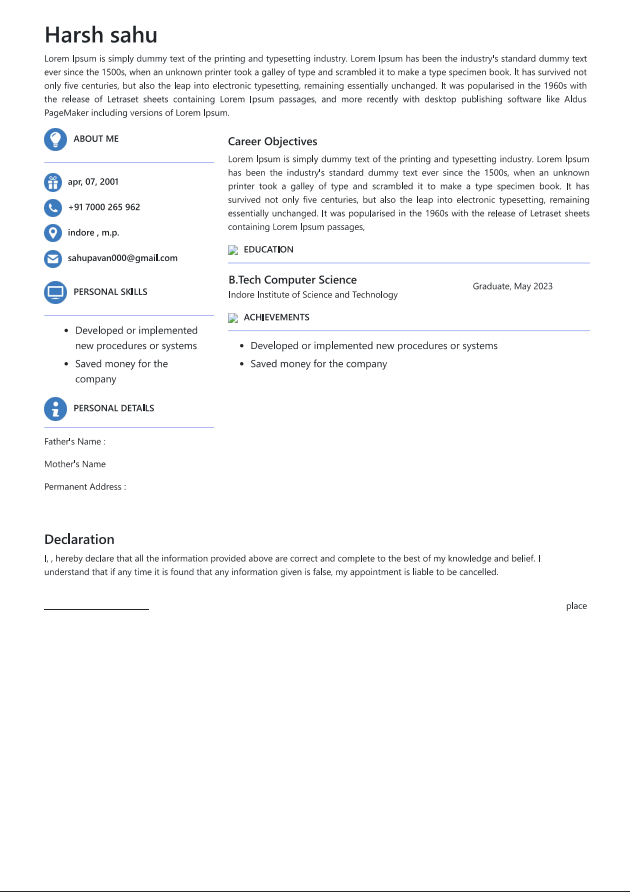 Harsh sahu
Lorem Ipsum is simply dummy text of the printing and typesetting industry. Lorem Ipsum has been the industry's standard dummy text
ever since the 1500s, when an unknown printer took a galley of type and scrambled it to make a type specimen book. It has survived not
only five centuries, but also the leap into electronic typesetting, remaining essentially unchanged. It was popularised in the 1960s with
the release of Letraset sheets containing Lorem Ipsum passages, and more recently with desktop publishing software like Aldus
PageMaker including versions of Lorem Ipsum.
ABOUT ME
apr, 07, 2001
+91 7000 265 962
indore , m.p.
sahupavan000@gmail.com
PERSONAL SKILLS
• Developed or implemented
new procedures or systems
• Saved money for the
company
PERSONAL DETAILS
Father's Name :
Mother's Name
Permanent Address :
Career Objectives
Lorem Ipsum is simply dummy text of the printing and typesetting industry. Lorem Ipsum
has been the industry's standard dummy text ever since the 1500s, when an unknown
printer took a galley of type and scrambled it to make a type specimen book. It has
survived not only five centuries, but also the leap into electronic typesetting, remaining
essentially unchanged. It was popularised in the 1960s with the release of Letraset sheets
containing Lorem Ipsum passages,
EDUCATION
B.Tech Computer Science
Indore Institute of Science and Technology
Graduate, May 2023
ACHIEVEMENTS
• Developed or implemented new procedures or systems
• Saved money for the company
Declaration
I, , hereby declare that all the information provided above are correct and complete to the best of my knowledge and belief. I
understand that if any time it is found that any information given is false, my appointment is liable to be cancelled.
place